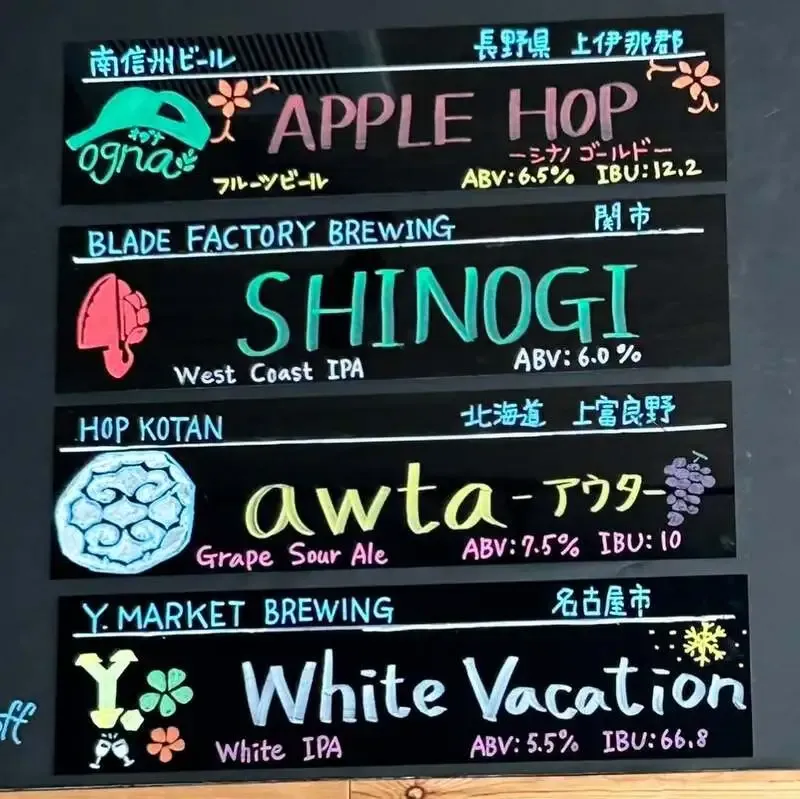 南信州ビール 長野県 上伊那郡
オグナ
ogna
APPLE HOP
ーシナノ ゴールドー
フルーツビール ABV:6.5% IBU:12.2
BLADE FACTORY BREWING 関市
SHINOGI
West Coast IPA ABV:6.0%
HOP KOTAN 北海道 上富良野
awta -アウター
Grape Sour Ale ABV:7.5% IBU:10
Y. MARKET BREWING 名古屋市
Y.
White Vacation
White IPA ABV:5.5% IBU:66.8